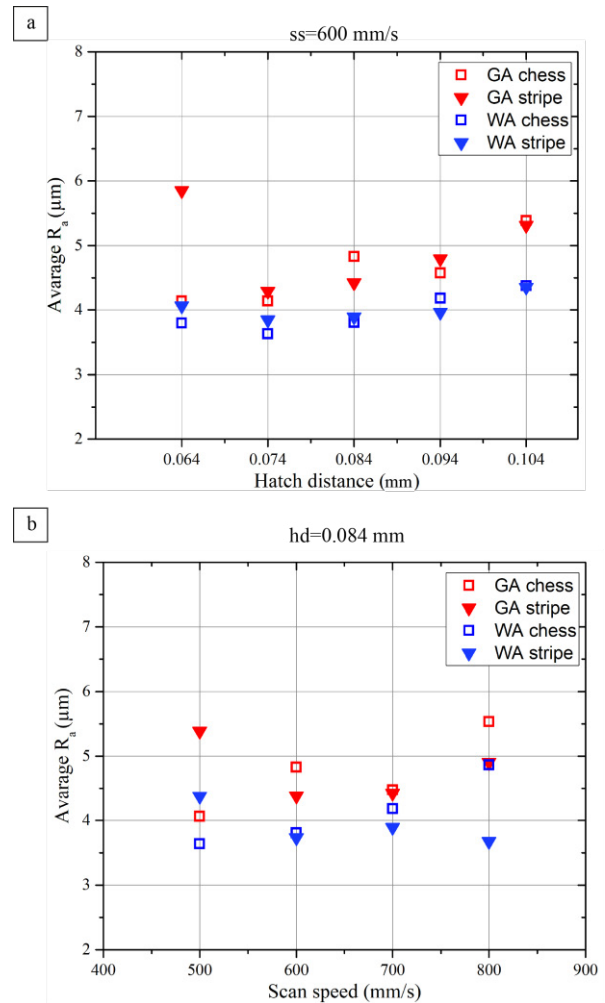 a
ss=600 mm/s
8
7
6
5
4
3
2
Avarage Rₐ (µm)
GA chess
GA stripe
WA chess
WA stripe
0.064 0.074 0.084 0.094 0.104
Hatch distance (mm)
b
hd=0.084 mm
8
7
6
5
4
3
2
Avarage Rₐ (µm)
GA chess
GA stripe
WA chess
WA stripe
400 500 600 700 800 900
Scan speed (mm/s)